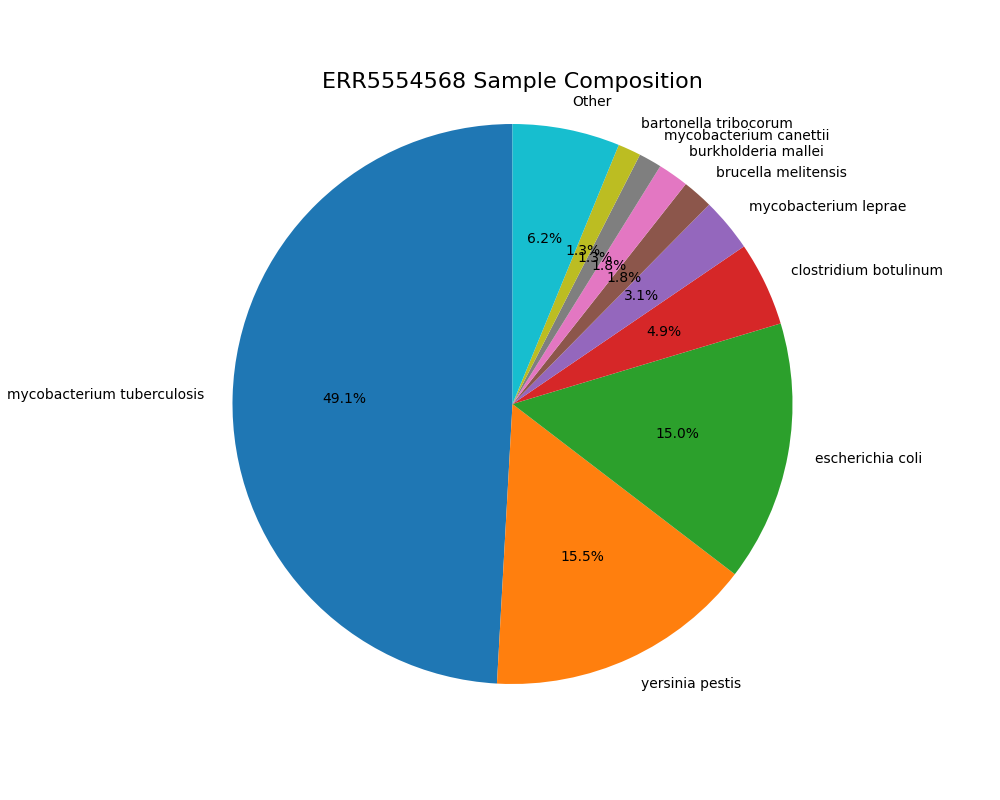 ERR5554568 Sample Composition
Other
bartonella tribocorum
mycobacterium canettii
burkholderia mallei
brucella melitensis
mycobacterium leprae
clostridium botulinum
escherichia coli
yersinia pestis
mycobacterium tuberculosis
6.2%
1.3%
1.3%
1.8%
1.8%
3.1%
4.9%
15.0%
15.5%
49.1%